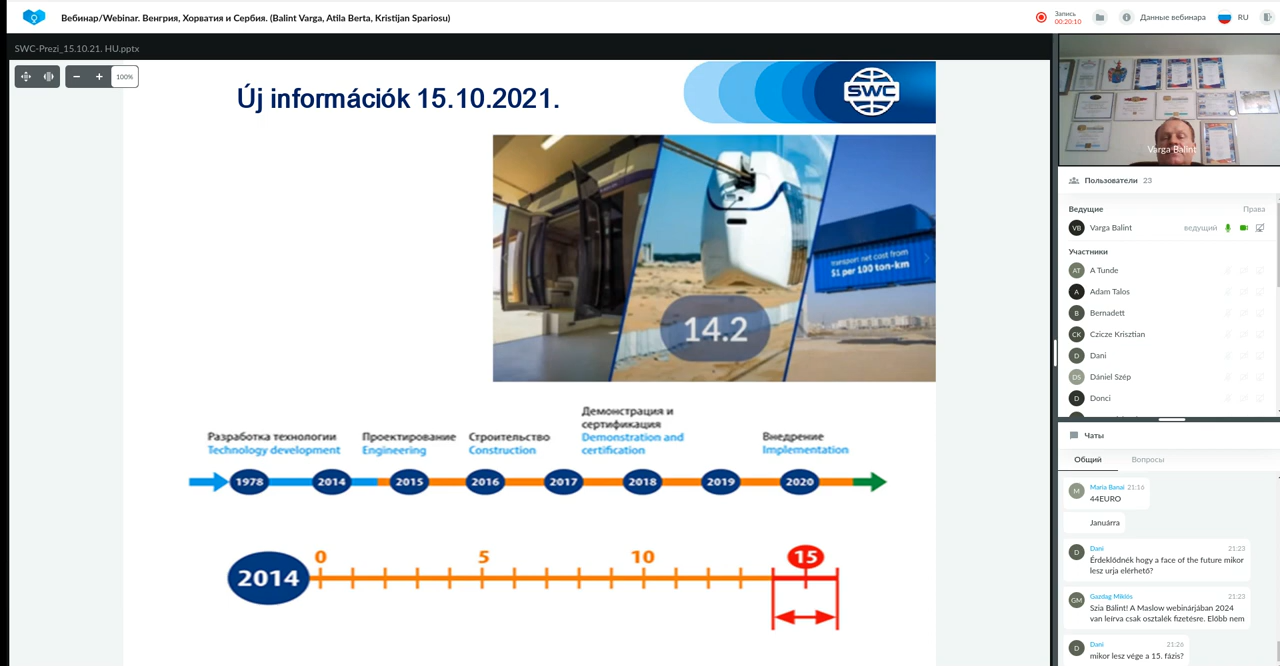 Вебинар/Webinar. Венгрия, Хорватия и Сербия. (Balint Varga, Atila Berta, Kristijan Spariosu)
Запись
00:20:10
Данные вебинара
RU
SWC-Prezi_15.10.21. HU.pptx
100%
Új információk 15.10.2021.
SWC
transport net cost from
$1 per 100 ton-km
14.2
Разработка технологии
Technology development
Проектирование
Engineering
Строительство
Construction
Демонстрация и
сертификация
Demonstration and
certification
Внедрение
Implementation
1978
2014
2015
2016
2017
2018
2019
2020
2014
0
5
10
15
Varga Balint
Пользователи 23
Ведущие
Права
VB
Varga Balint
ведущий
Участники
AT
A Tunde
A
Adam Talos
B
Bernadett
CK
Czicze Krisztian
D
Dani
DS
Dániel Szép
D
Donci
Чаты
Общий
Вопросы
M
Maria Banai 21:16
44EURO
Januárra
D
Dani 21:23
Érdeklődnék hogy a face of the future mikor
lesz urja elérhető?
GM
Gazdag Miklós 21:23
Szia Bálint! A Maslow webinárjában 2024
van leírva csak osztalék fizetésre. Előbb nem
D
Dani 21:26
mikor lesz vége a 15. fázis?